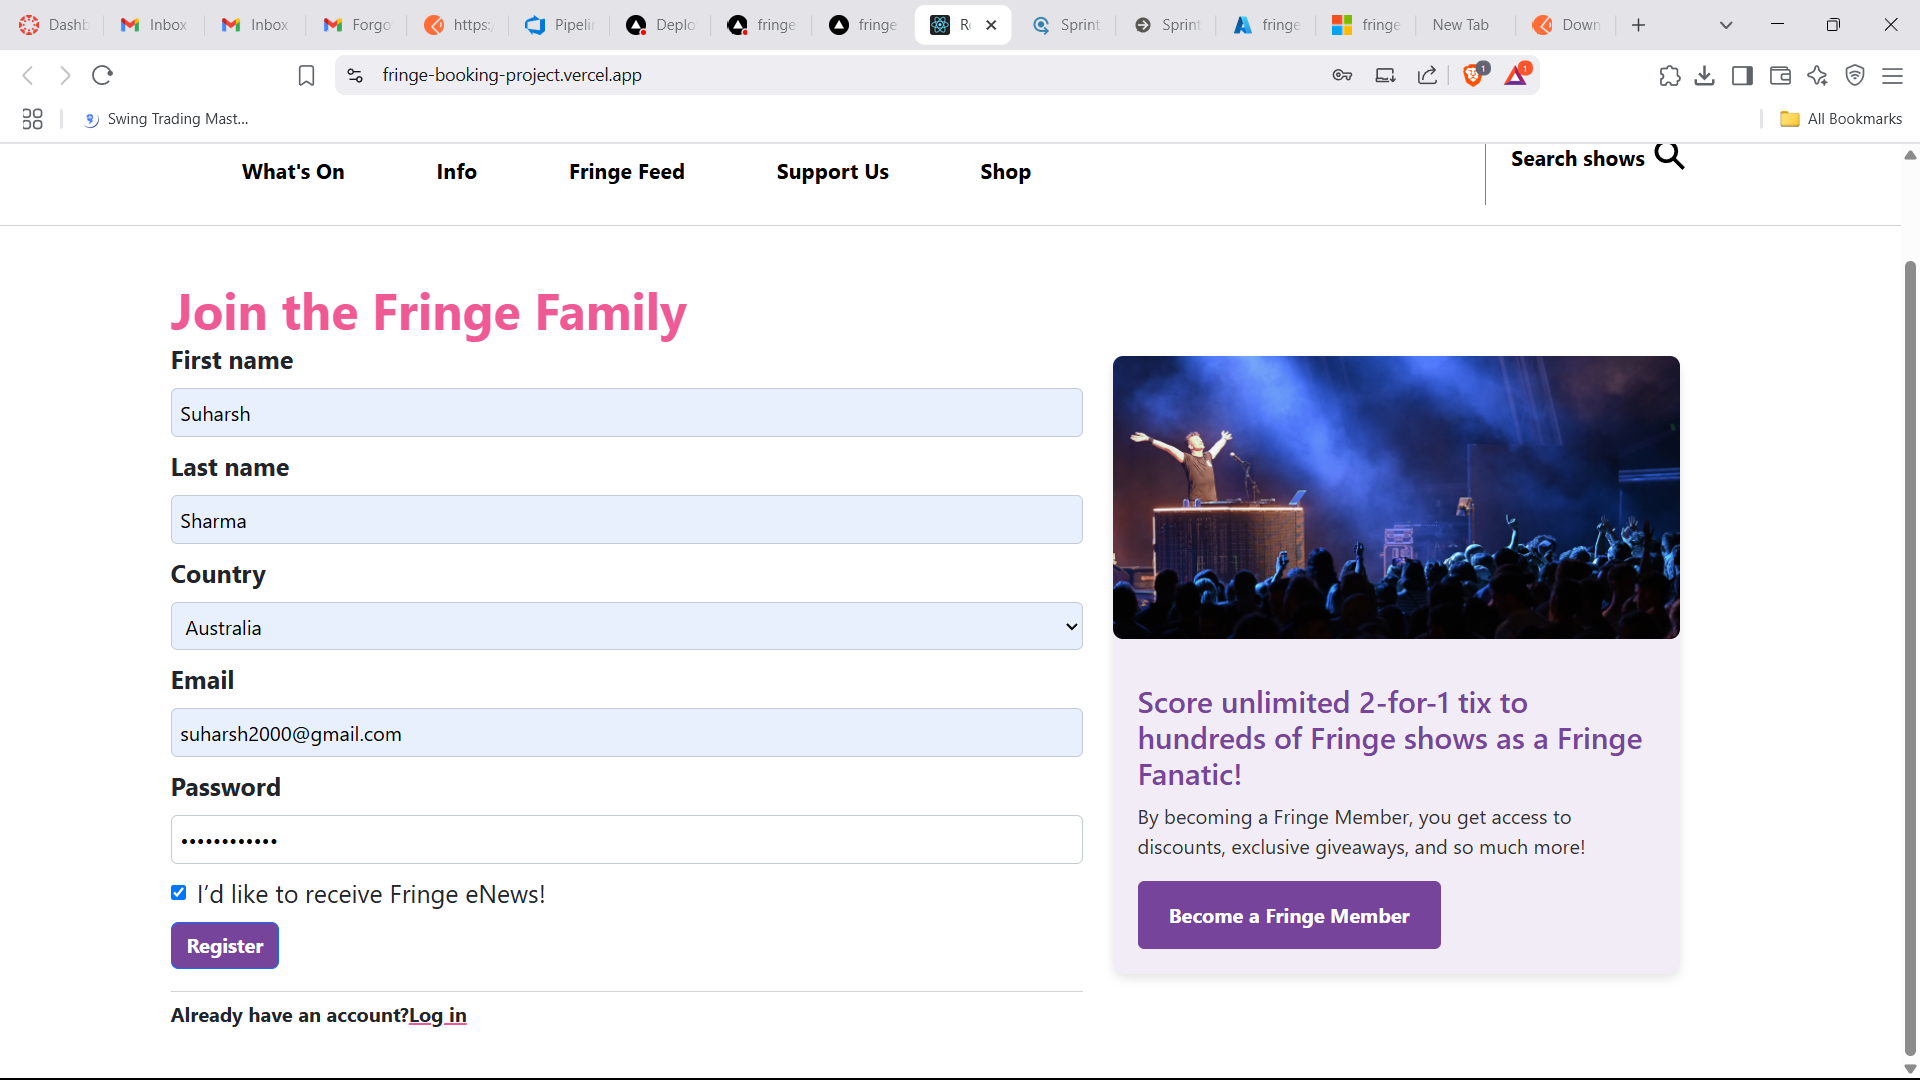 Dashb
Inbox
Inbox
Forgo
https:/
Pipelin
Deplo
fringe
fringe
Re
Sprint
Sprint
fringe
fringe
New Tab
Down
fringe-booking-project.vercel.app
1
1
Swing Trading Mast...
All Bookmarks
What's On
Info
Fringe Feed
Support Us
Shop
Search shows
Join the Fringe Family
First name
Suharsh
Last name
Sharma
Country
Australia
Email
suharsh2000@gmail.com
Password
••••••••••••
I’d like to receive Fringe eNews!
Register
Already have an account?Log in
Score unlimited 2-for-1 tix to
hundreds of Fringe shows as a Fringe
Fanatic!
By becoming a Fringe Member, you get access to
discounts, exclusive giveaways, and so much more!
Become a Fringe Member